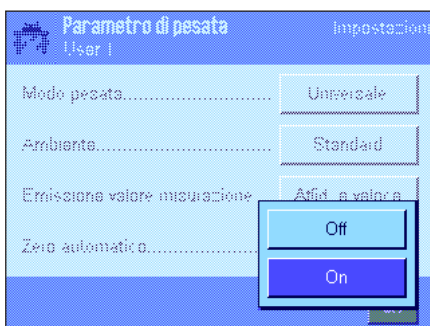 Parametro di pesata
Impostazioni
User 1
Modo pesata
Universale
Ambiente
Standard
Emissione valore misurazione
Affid. e veloce
Zero automatico
Off
On